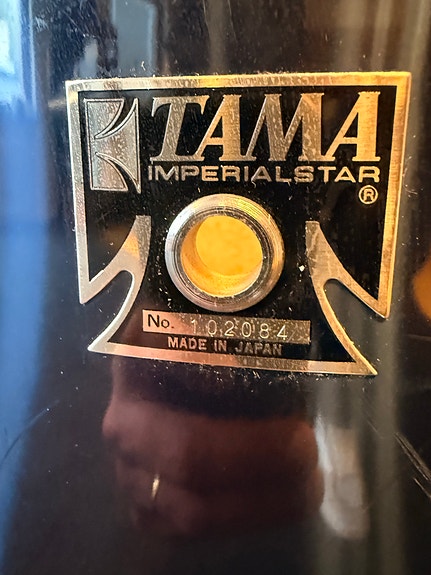 TAMA
IMPERIALSTAR
®
No. 102084
MADE IN JAPAN